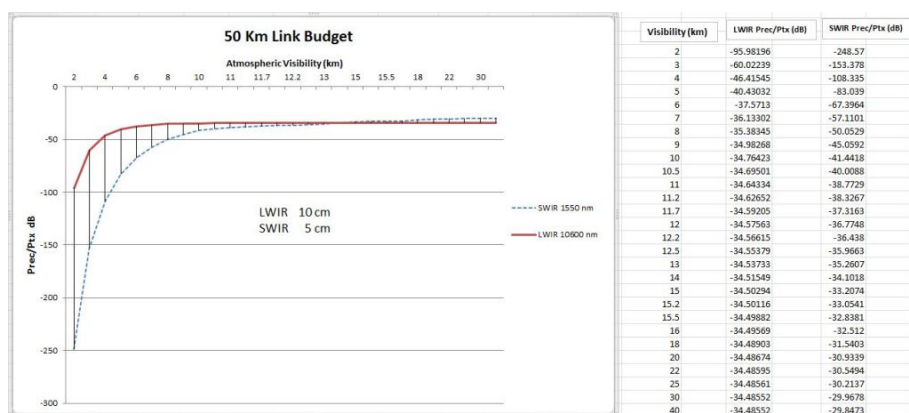 50 Km Link Budget
Atmospheric Visibility (km)
2 4 6 8 10 11 11.7 12.2 13 15 15.5 18 22 30
0
-50
-100
-150
-200
-250
-300
Prec/Ptx dB
LWIR 10 cm
SWIR 5 cm
SWIR 1550 nm
LWIR 10600 nm
Visibility (km) LWIR Prec/Ptx (dB) SWIR Prec/Ptx (dB)
2 -95.98196 -248.57
3 -60.02239 -153.378
4 -46.41545 -108.335
5 -40.43032 -83.039
6 -37.5713 -67.3964
7 -36.13302 -57.1101
8 -35.38345 -50.0529
9 -34.98268 -45.0592
10 -34.76423 -41.4418
10.5 -34.69501 -40.0088
11 -34.64334 -38.7729
11.2 -34.62652 -38.3267
11.7 -34.59205 -37.3163
12 -34.57563 -36.7748
12.2 -34.56615 -36.438
12.5 -34.55379 -35.9663
13 -34.53733 -35.2607
14 -34.51549 -34.1018
15 -34.50294 -33.2074
15.2 -34.50116 -33.0541
15.5 -34.49882 -32.8381
16 -34.49569 -32.512
18 -34.48903 -31.5403
20 -34.48674 -30.9339
22 -34.48595 -30.5494
25 -34.48561 -30.2137
30 -34.48552 -29.9678
40 -34.48552 -29.8473